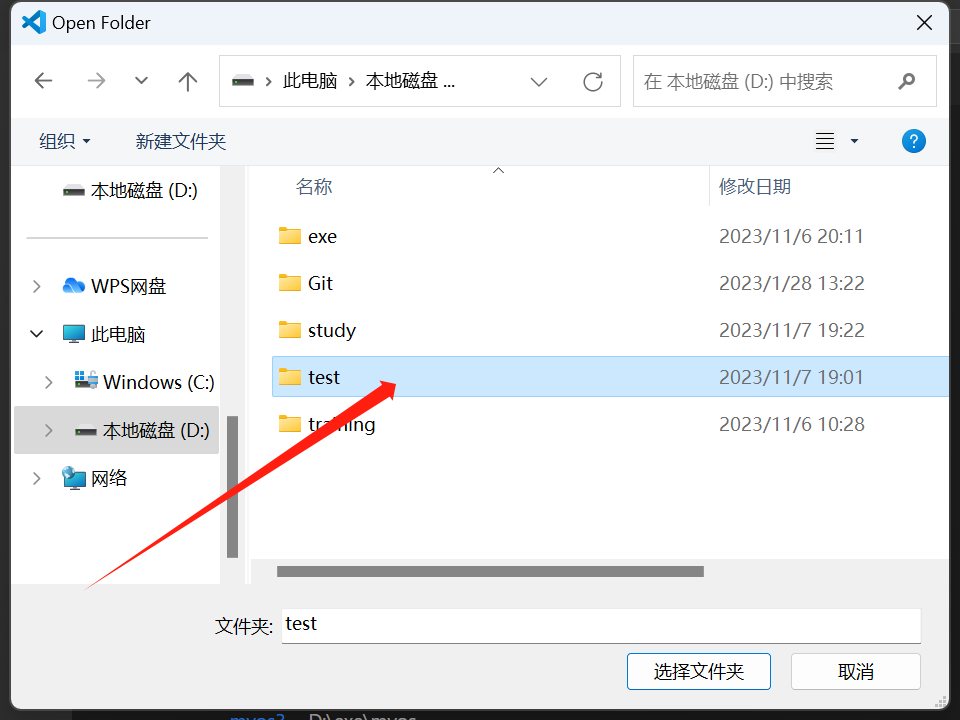 Open Folder
此电脑 本地磁盘 ...
在 本地磁盘 (D:) 中搜索
组织 新建文件夹
本地磁盘 (D:)
WPS网盘
此电脑
Windows (C:)
本地磁盘 (D:)
网络
名称 修改日期
exe 2023/11/6 20:11
Git 2023/1/28 13:22
study 2023/11/7 19:22
test 2023/11/7 19:01
training 2023/11/6 10:28
文件夹: test
选择文件夹 取消